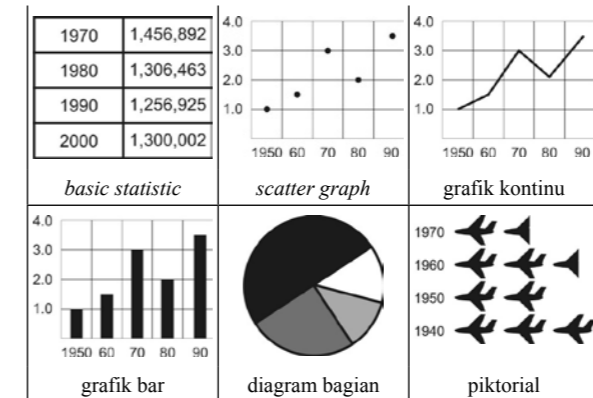 1970 1,456,892
1980 1,306,463
1990 1,256,925
2000 1,300,002
basic statistic
4.0
3.0
2.0
1.0
1950 60 70 80 90
scatter graph
4.0
3.0
2.0
1.0
1950 60 70 80 90
grafik kontinu
4.0
3.0
2.0
1.0
1950 60 70 80 90
grafik bar
diagram bagian
1970
1960
1950
1940
piktorial